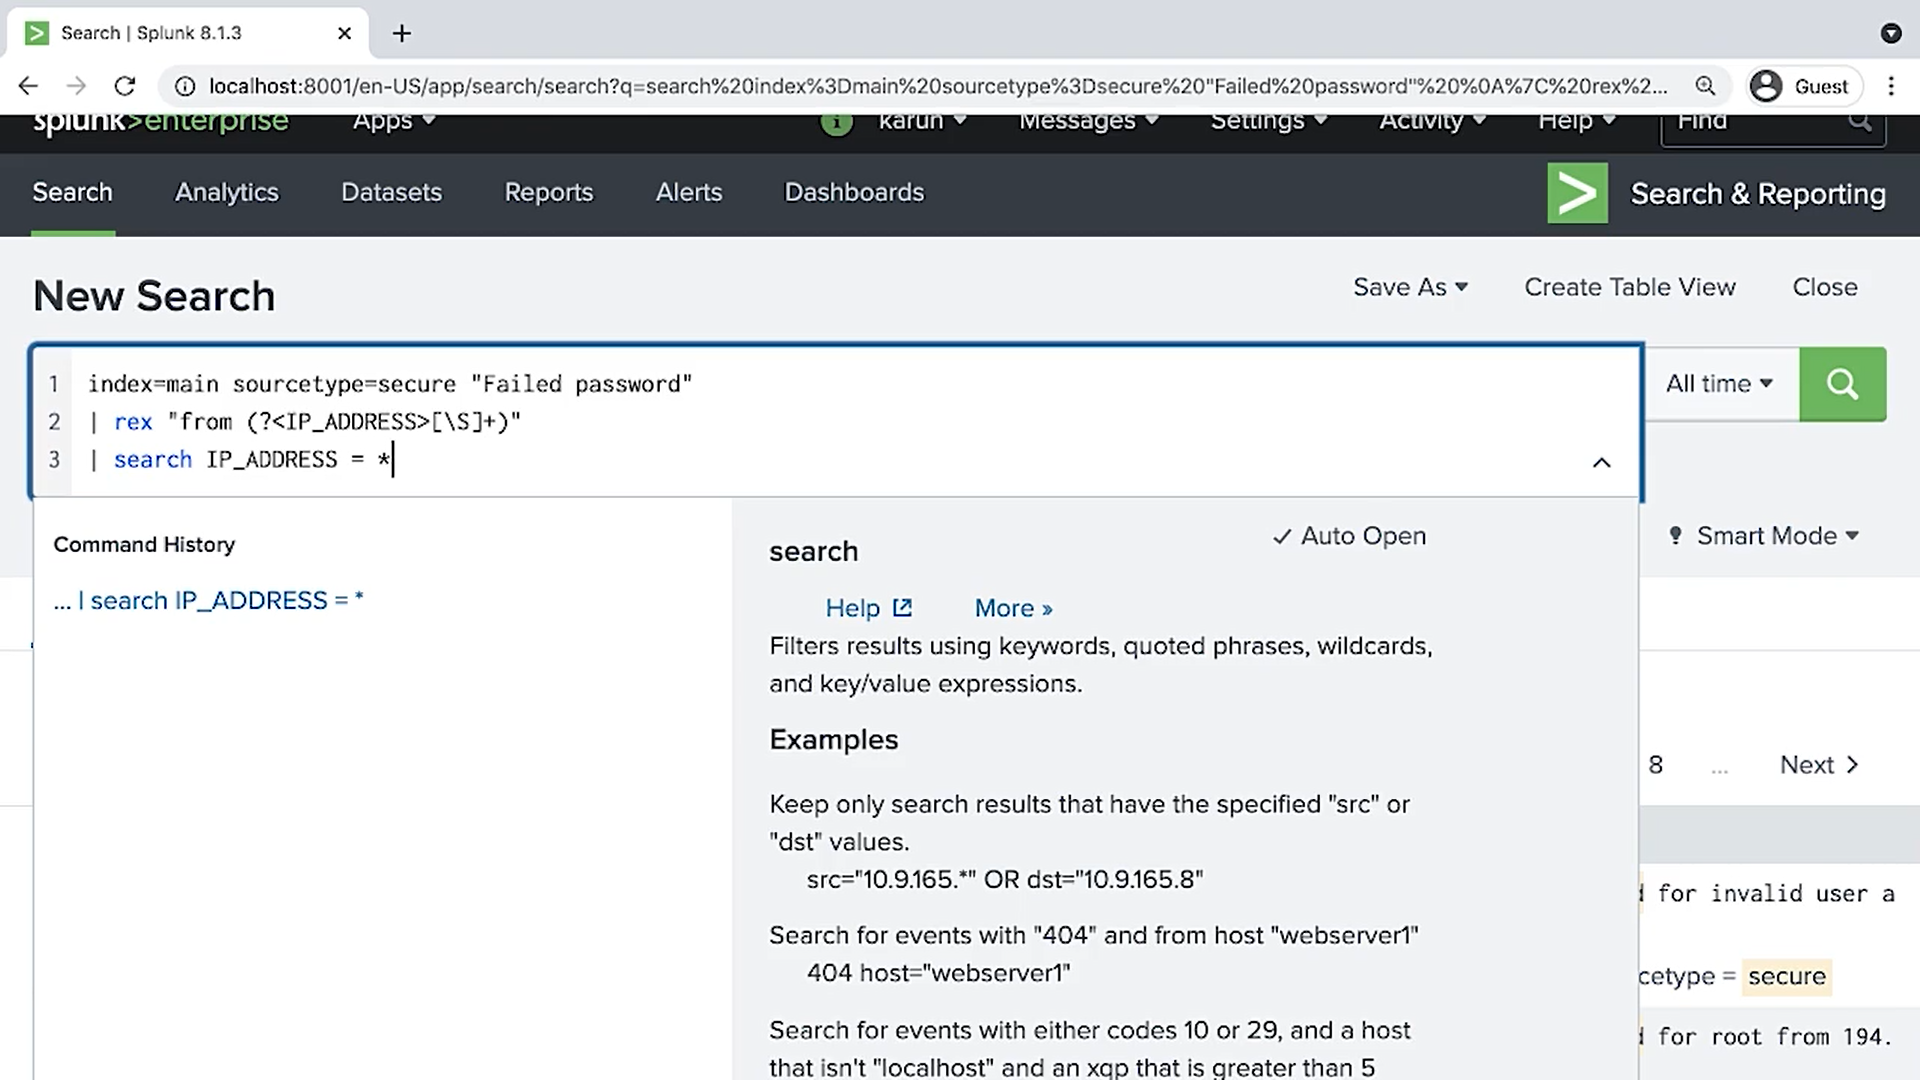 Search | Splunk 8.1.3
localhost:8001/en-US/app/search/search?q=search%20index%3Dmain%20sourcetype%3Dsecure%20"Failed%20password"%20%0A%7C%20rex%2...
Guest
splunk>enterprise Apps karun Messages Settings Activity Help Find
Search Analytics Datasets Reports Alerts Dashboards Search & Reporting
New Search
Save As Create Table View Close
1 index=main sourcetype=secure "Failed password"
2 | rex "from (?<IP_ADDRESS>[\S]+)"
3 | search IP_ADDRESS = *
All time
Command History
... | search IP_ADDRESS = *
search
✓ Auto Open
Smart Mode
Help More »
Filters results using keywords, quoted phrases, wildcards,
and key/value expressions.
Examples
Keep only search results that have the specified "src" or
"dst" values.
src="10.9.165.*" OR dst="10.9.165.8"
Search for events with "404" and from host "webserver1"
404 host="webserver1"
Search for events with either codes 10 or 29, and a host
that isn't "localhost" and an xqp that is greater than 5
8 ... Next >
for invalid user a
cetype = secure
for root from 194.